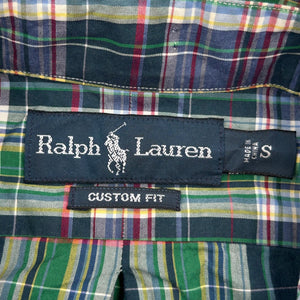 Ralph Lauren
MADE IN
CHINA
S
CUSTOM FIT